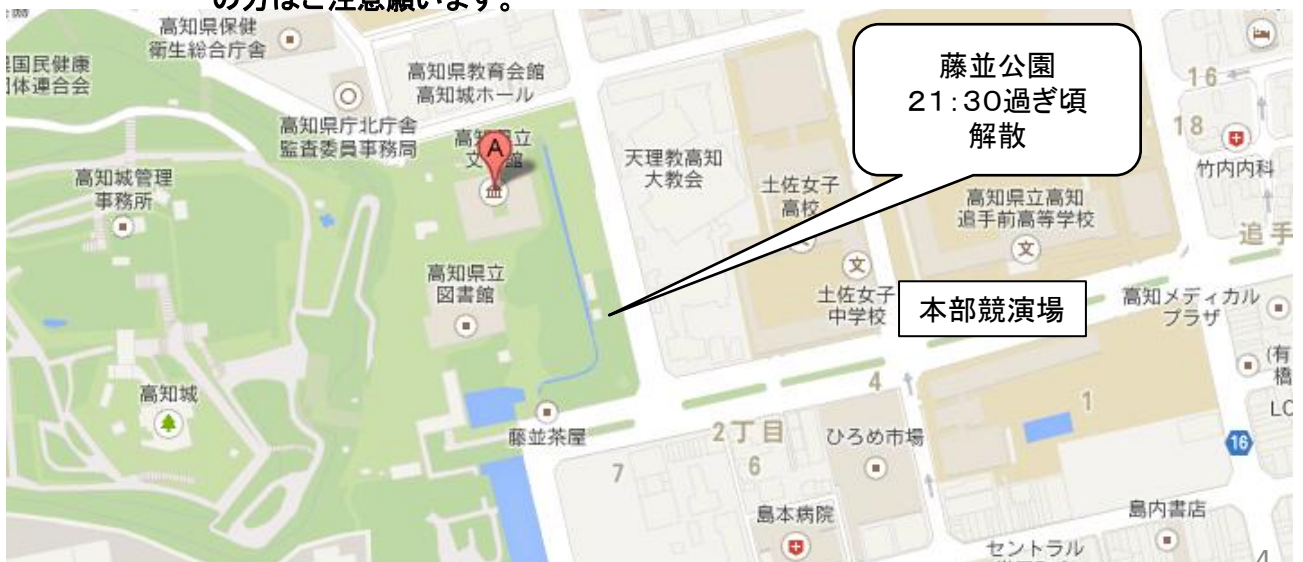 の方はご注意願います。
高知県保健
衛生総合庁舎
国民健康
団体連合会
高知県教育会館
高知城ホール
高知県庁北庁舎
監査委員事務局
高知城管理
事務所
高知県立
図書館
高知城
藤並茶屋
天理教高知
大教会
土佐女子
高校
土佐女子
中学校
文
高知県立高知
追手前高等学校
文
藤並公園
21:30過ぎ頃
解散
本部競演場
16
18
竹内内科
追手
高知メディカル
プラザ
(有
橋
LC
16
4
1
2丁目
6
7
ひろめ市場
島本病院
島内書店
セントラル
4
A